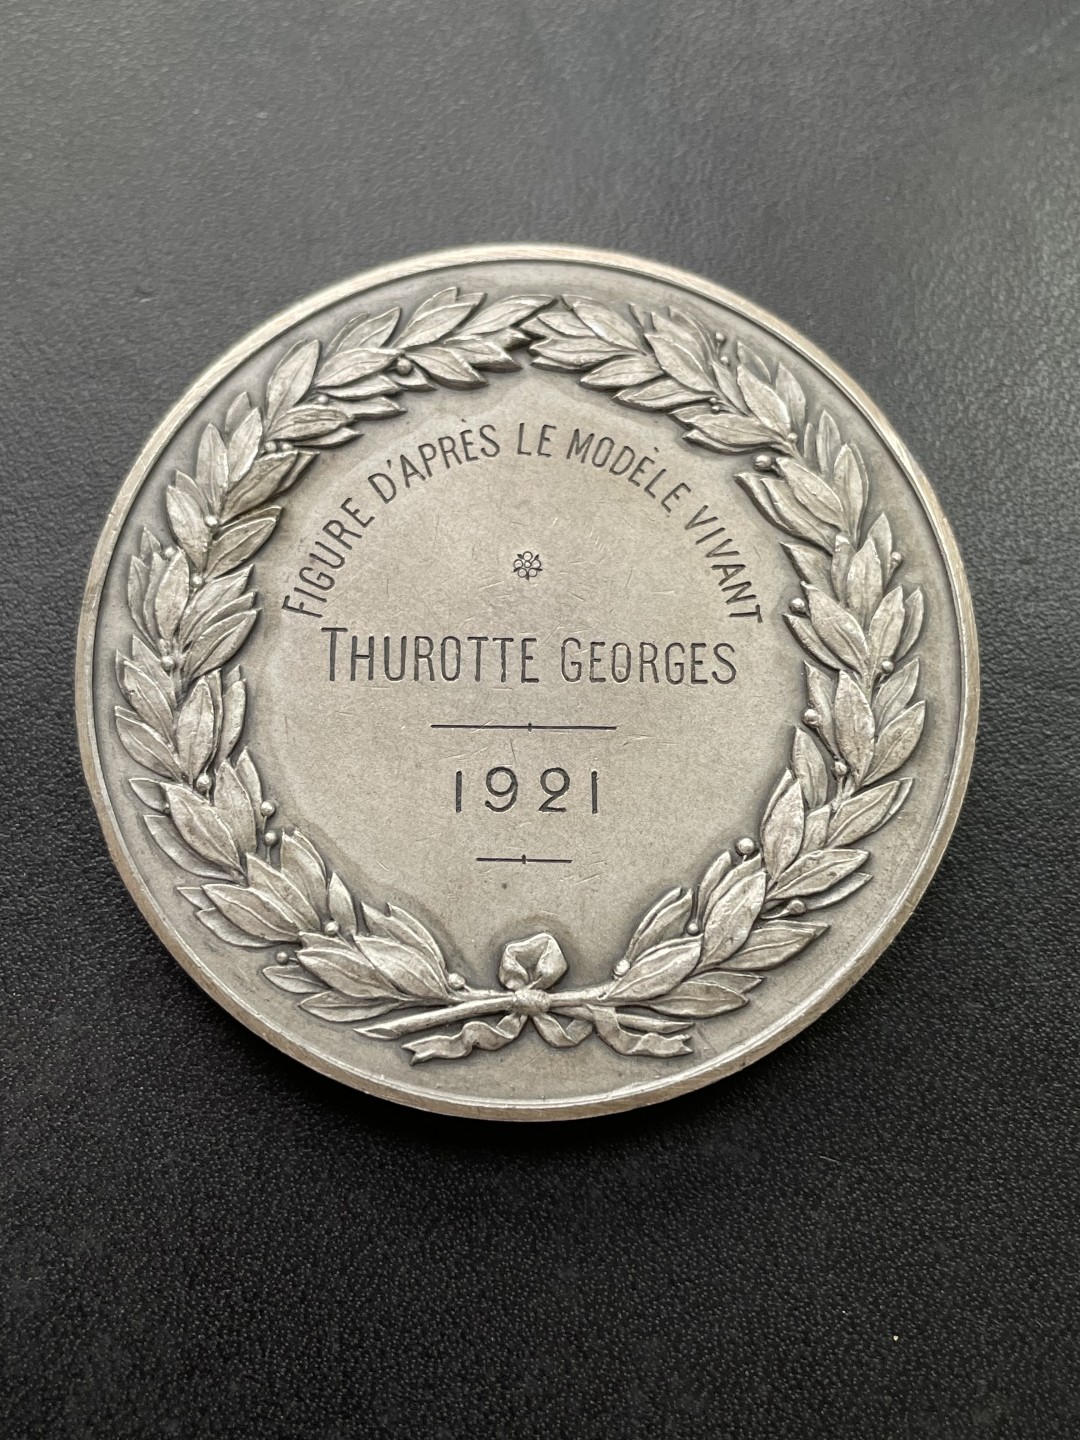 FIGURE D'APRÈS LE MODÈLE VIVANT
THUROTTE GEORGES
1921